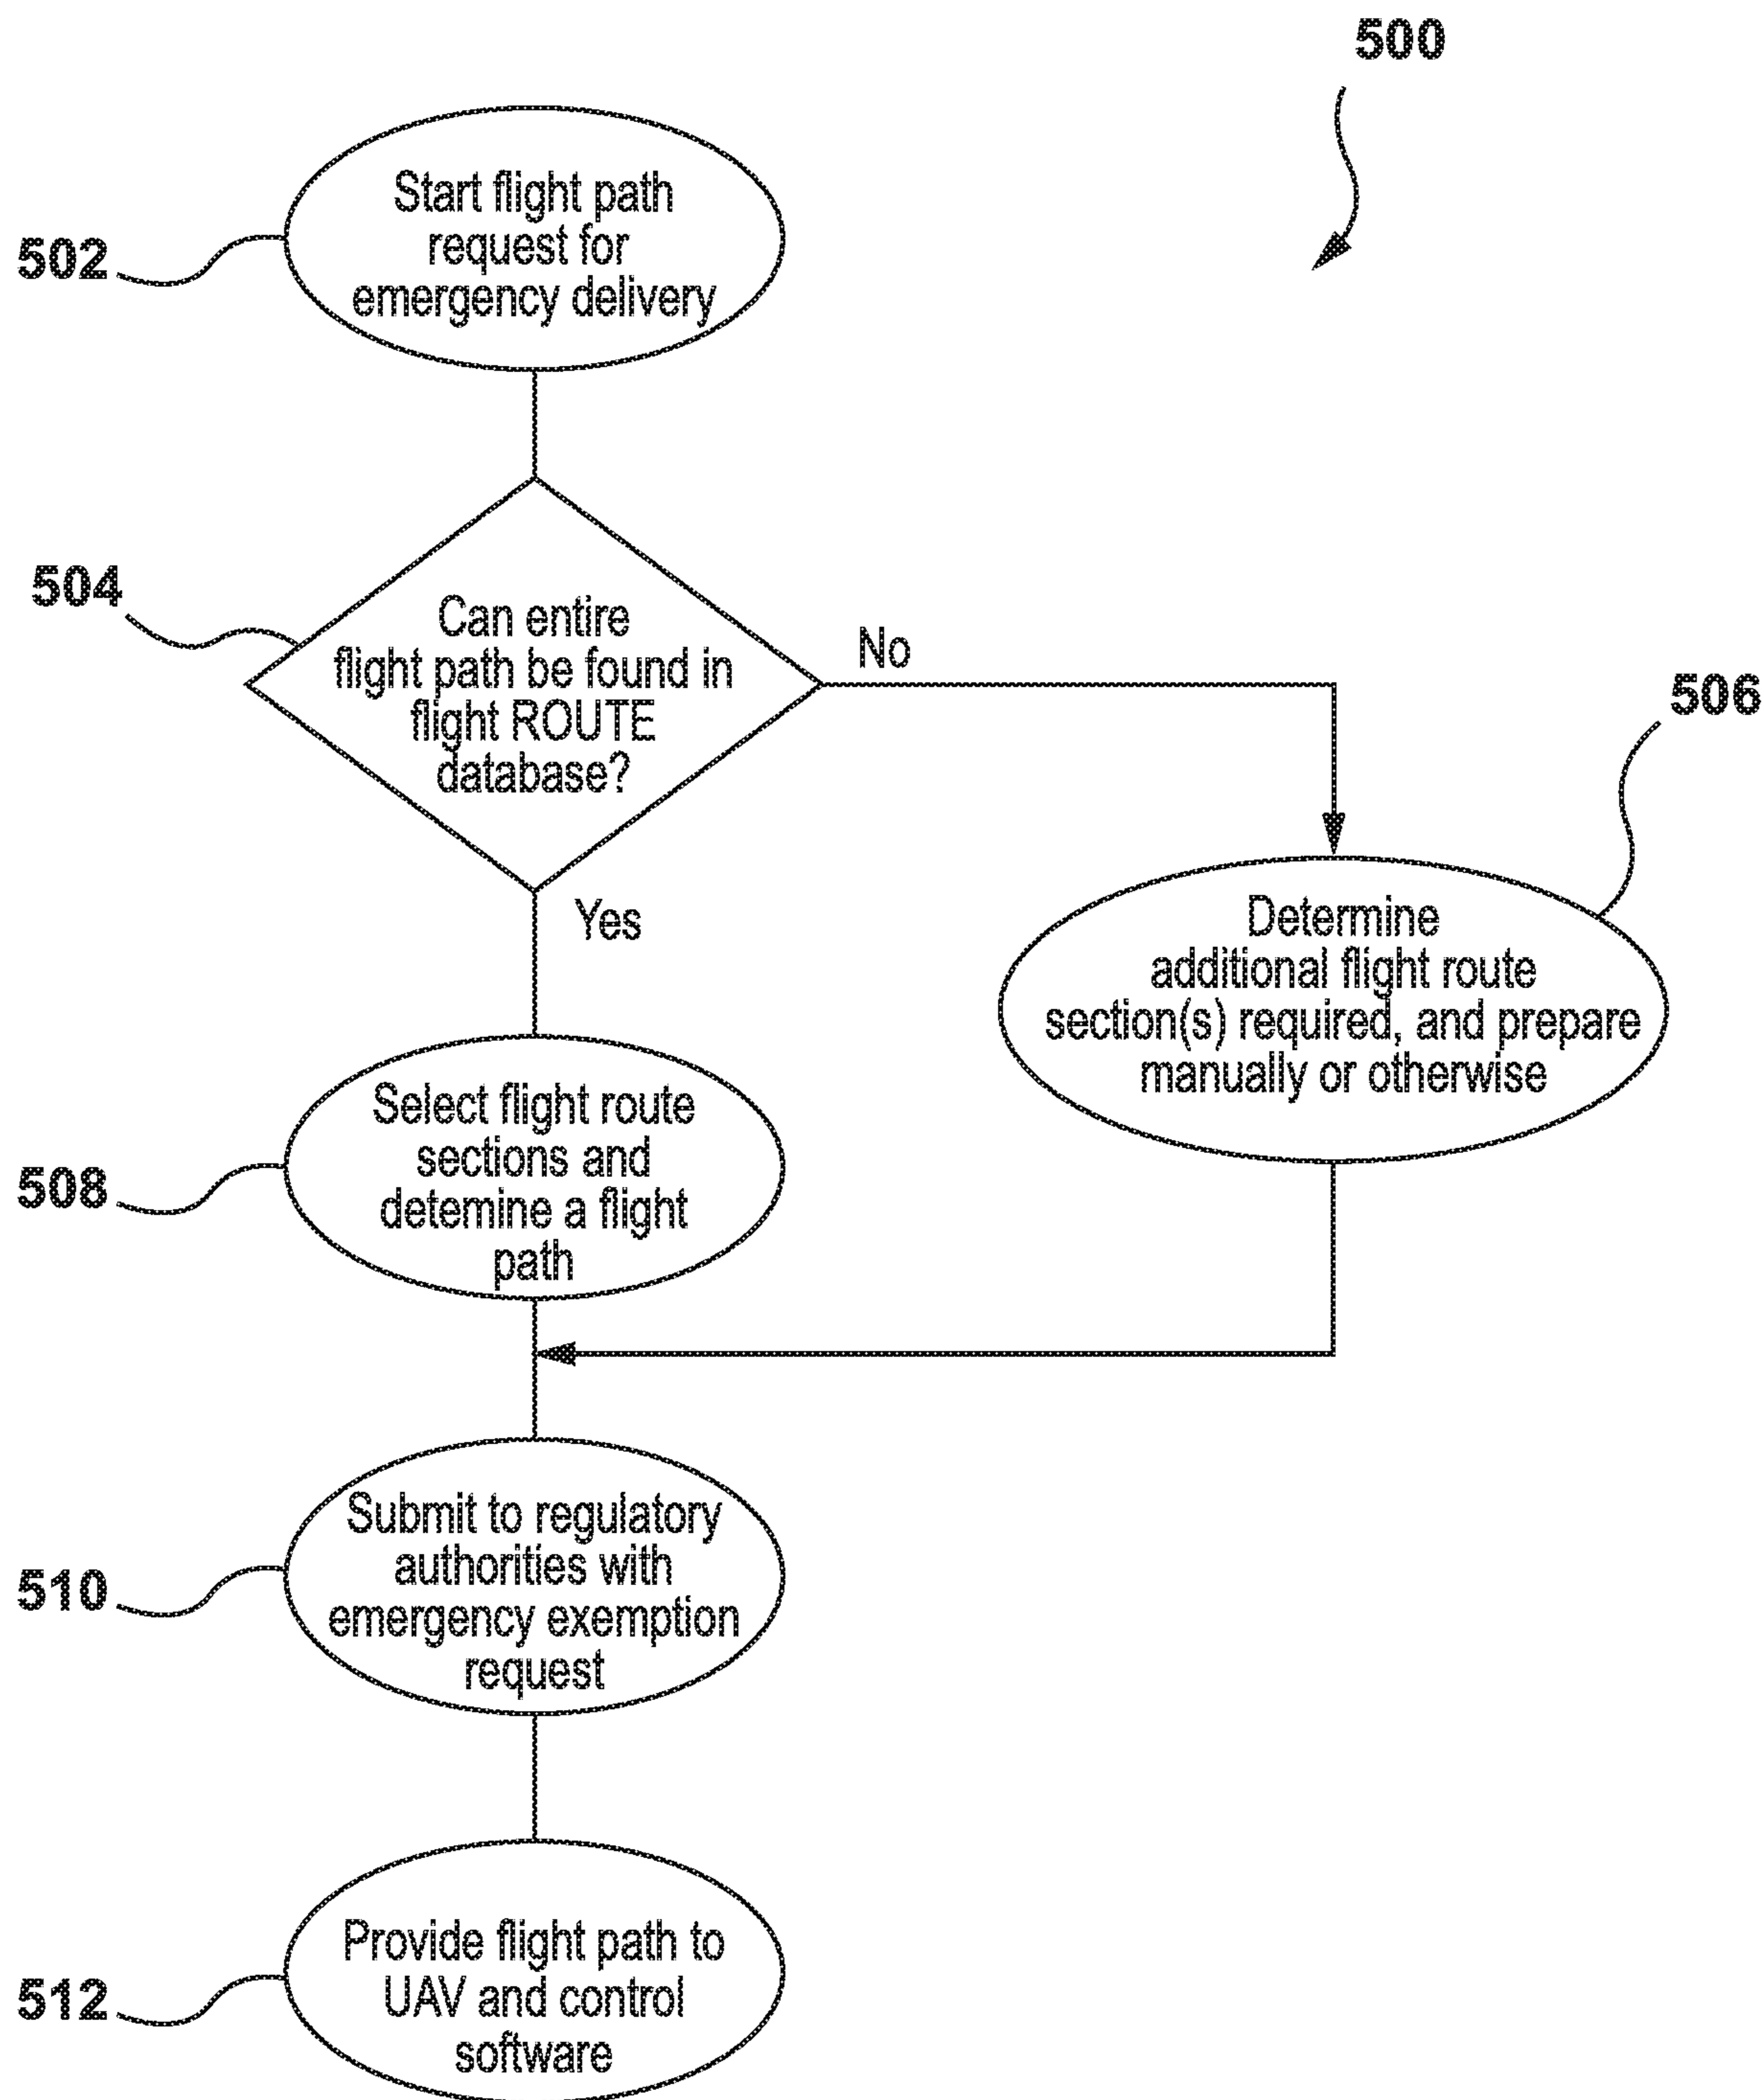 500
502
Start flight path
request for
emergency delivery
504
Can entire
flight path be found in
flight ROUTE
database?
No
506
Yes
Determine
additional flight route
section(s) required, and prepare
manually or otherwise
508
Select flight route
sections and
detemine a flight
path
510
Submit to regulatory
authorities with
emergency exemption
request
512
Provide flight path to
UAV and control
software